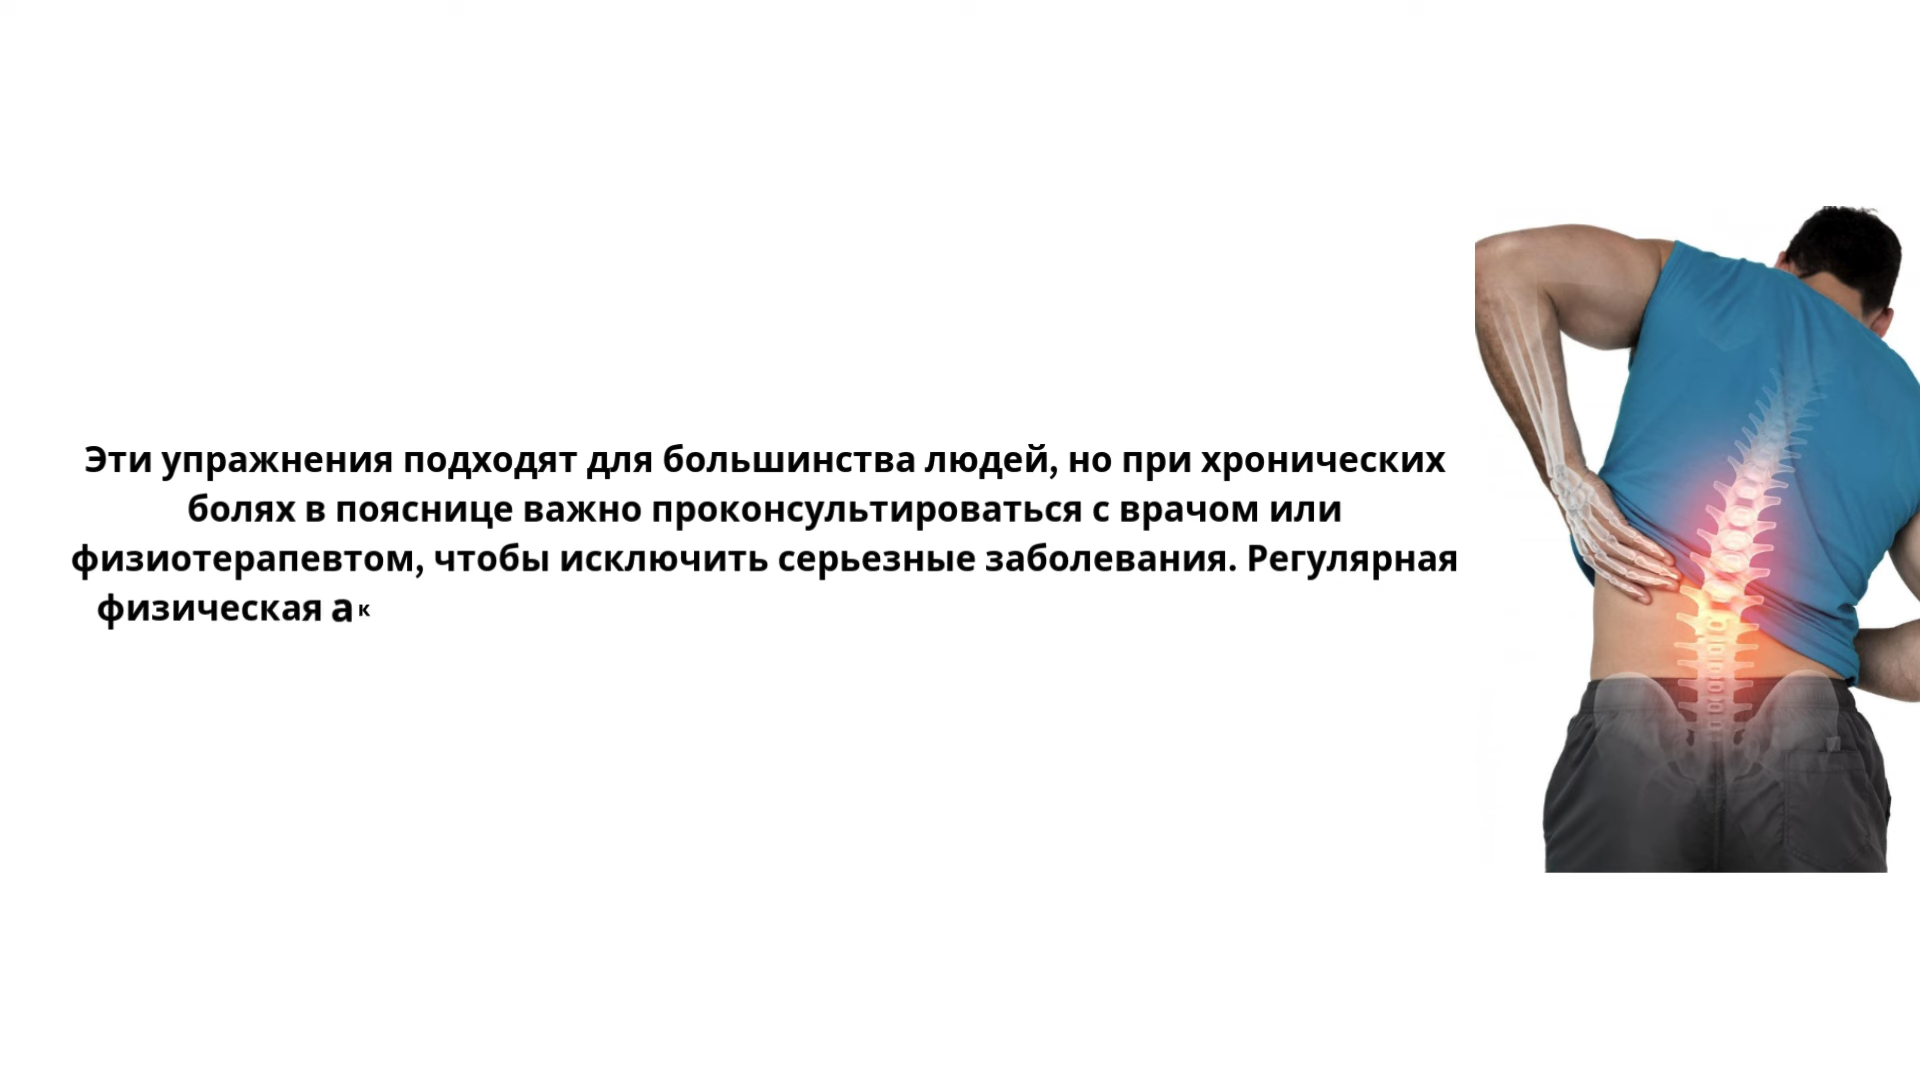 Эти упражнения подходят для большинства людей, но при хронических
болях в пояснице важно проконсультироваться с врачом или
физиотерапевтом, чтобы исключить серьезные заболевания. Регулярная
физическая ак